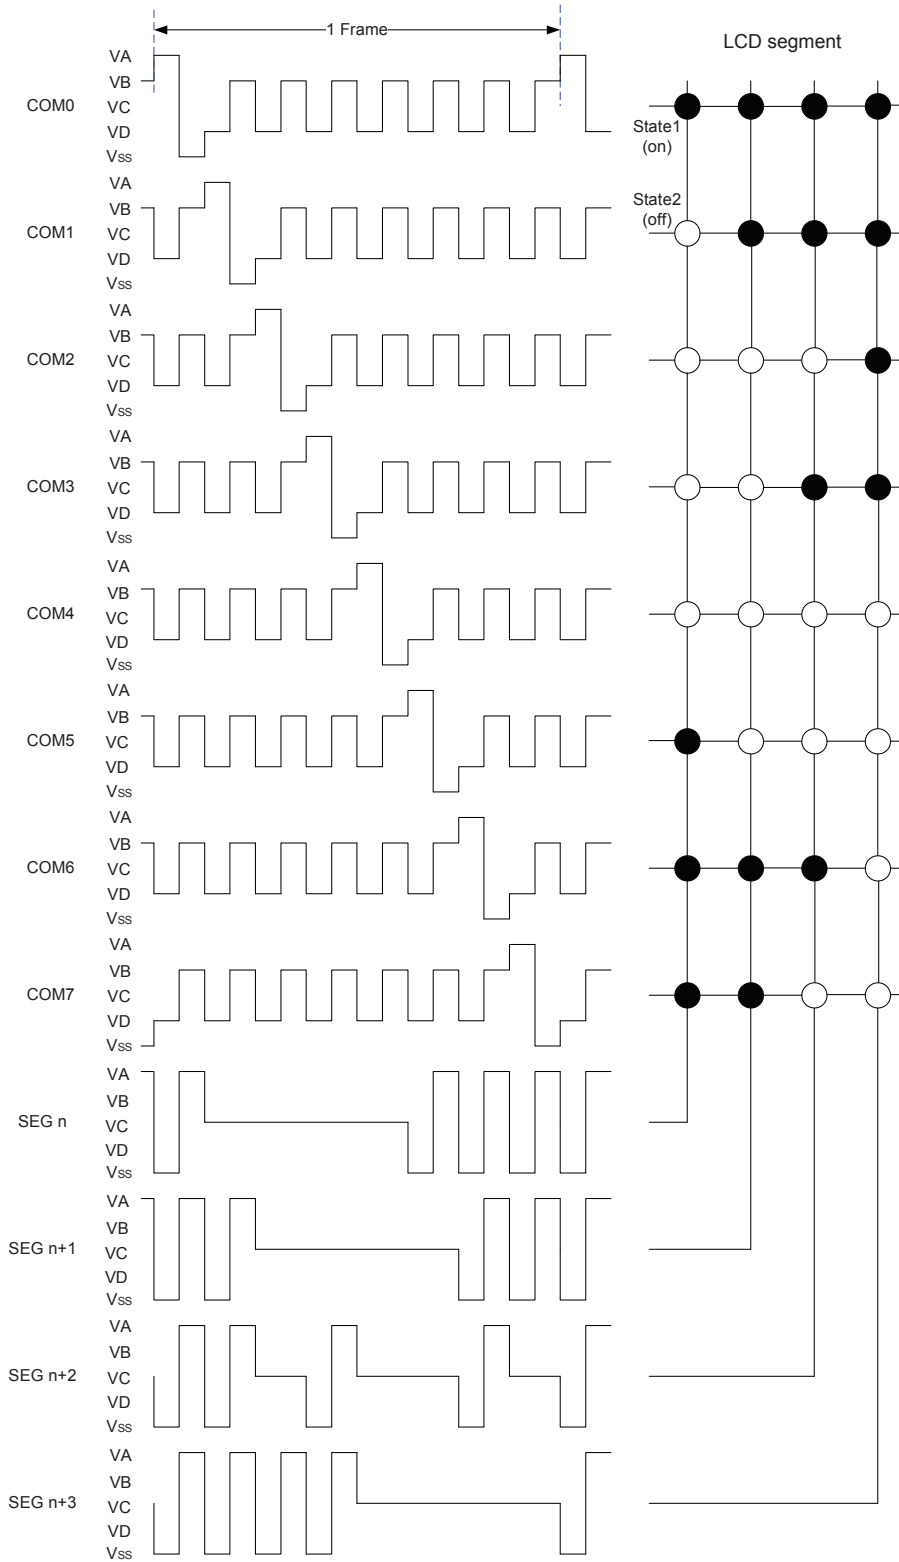 1 Frame
LCD segment
COM0
VA
VB
VC
VD
VSS
State1
(on)
COM1
VA
VB
VC
VD
VSS
State2
(off)
COM2
VA
VB
VC
VD
VSS
COM3
VA
VB
VC
VD
VSS
COM4
VA
VB
VC
VD
VSS
COM5
VA
VB
VC
VD
VSS
COM6
VA
VB
VC
VD
VSS
COM7
VA
VB
VC
VD
VSS
SEG n
VA
VB
VC
VD
VSS
SEG n+1
VA
VB
VC
VD
VSS
SEG n+2
VA
VB
VC
VD
VSS
SEG n+3
VA
VB
VC
VD
VSS